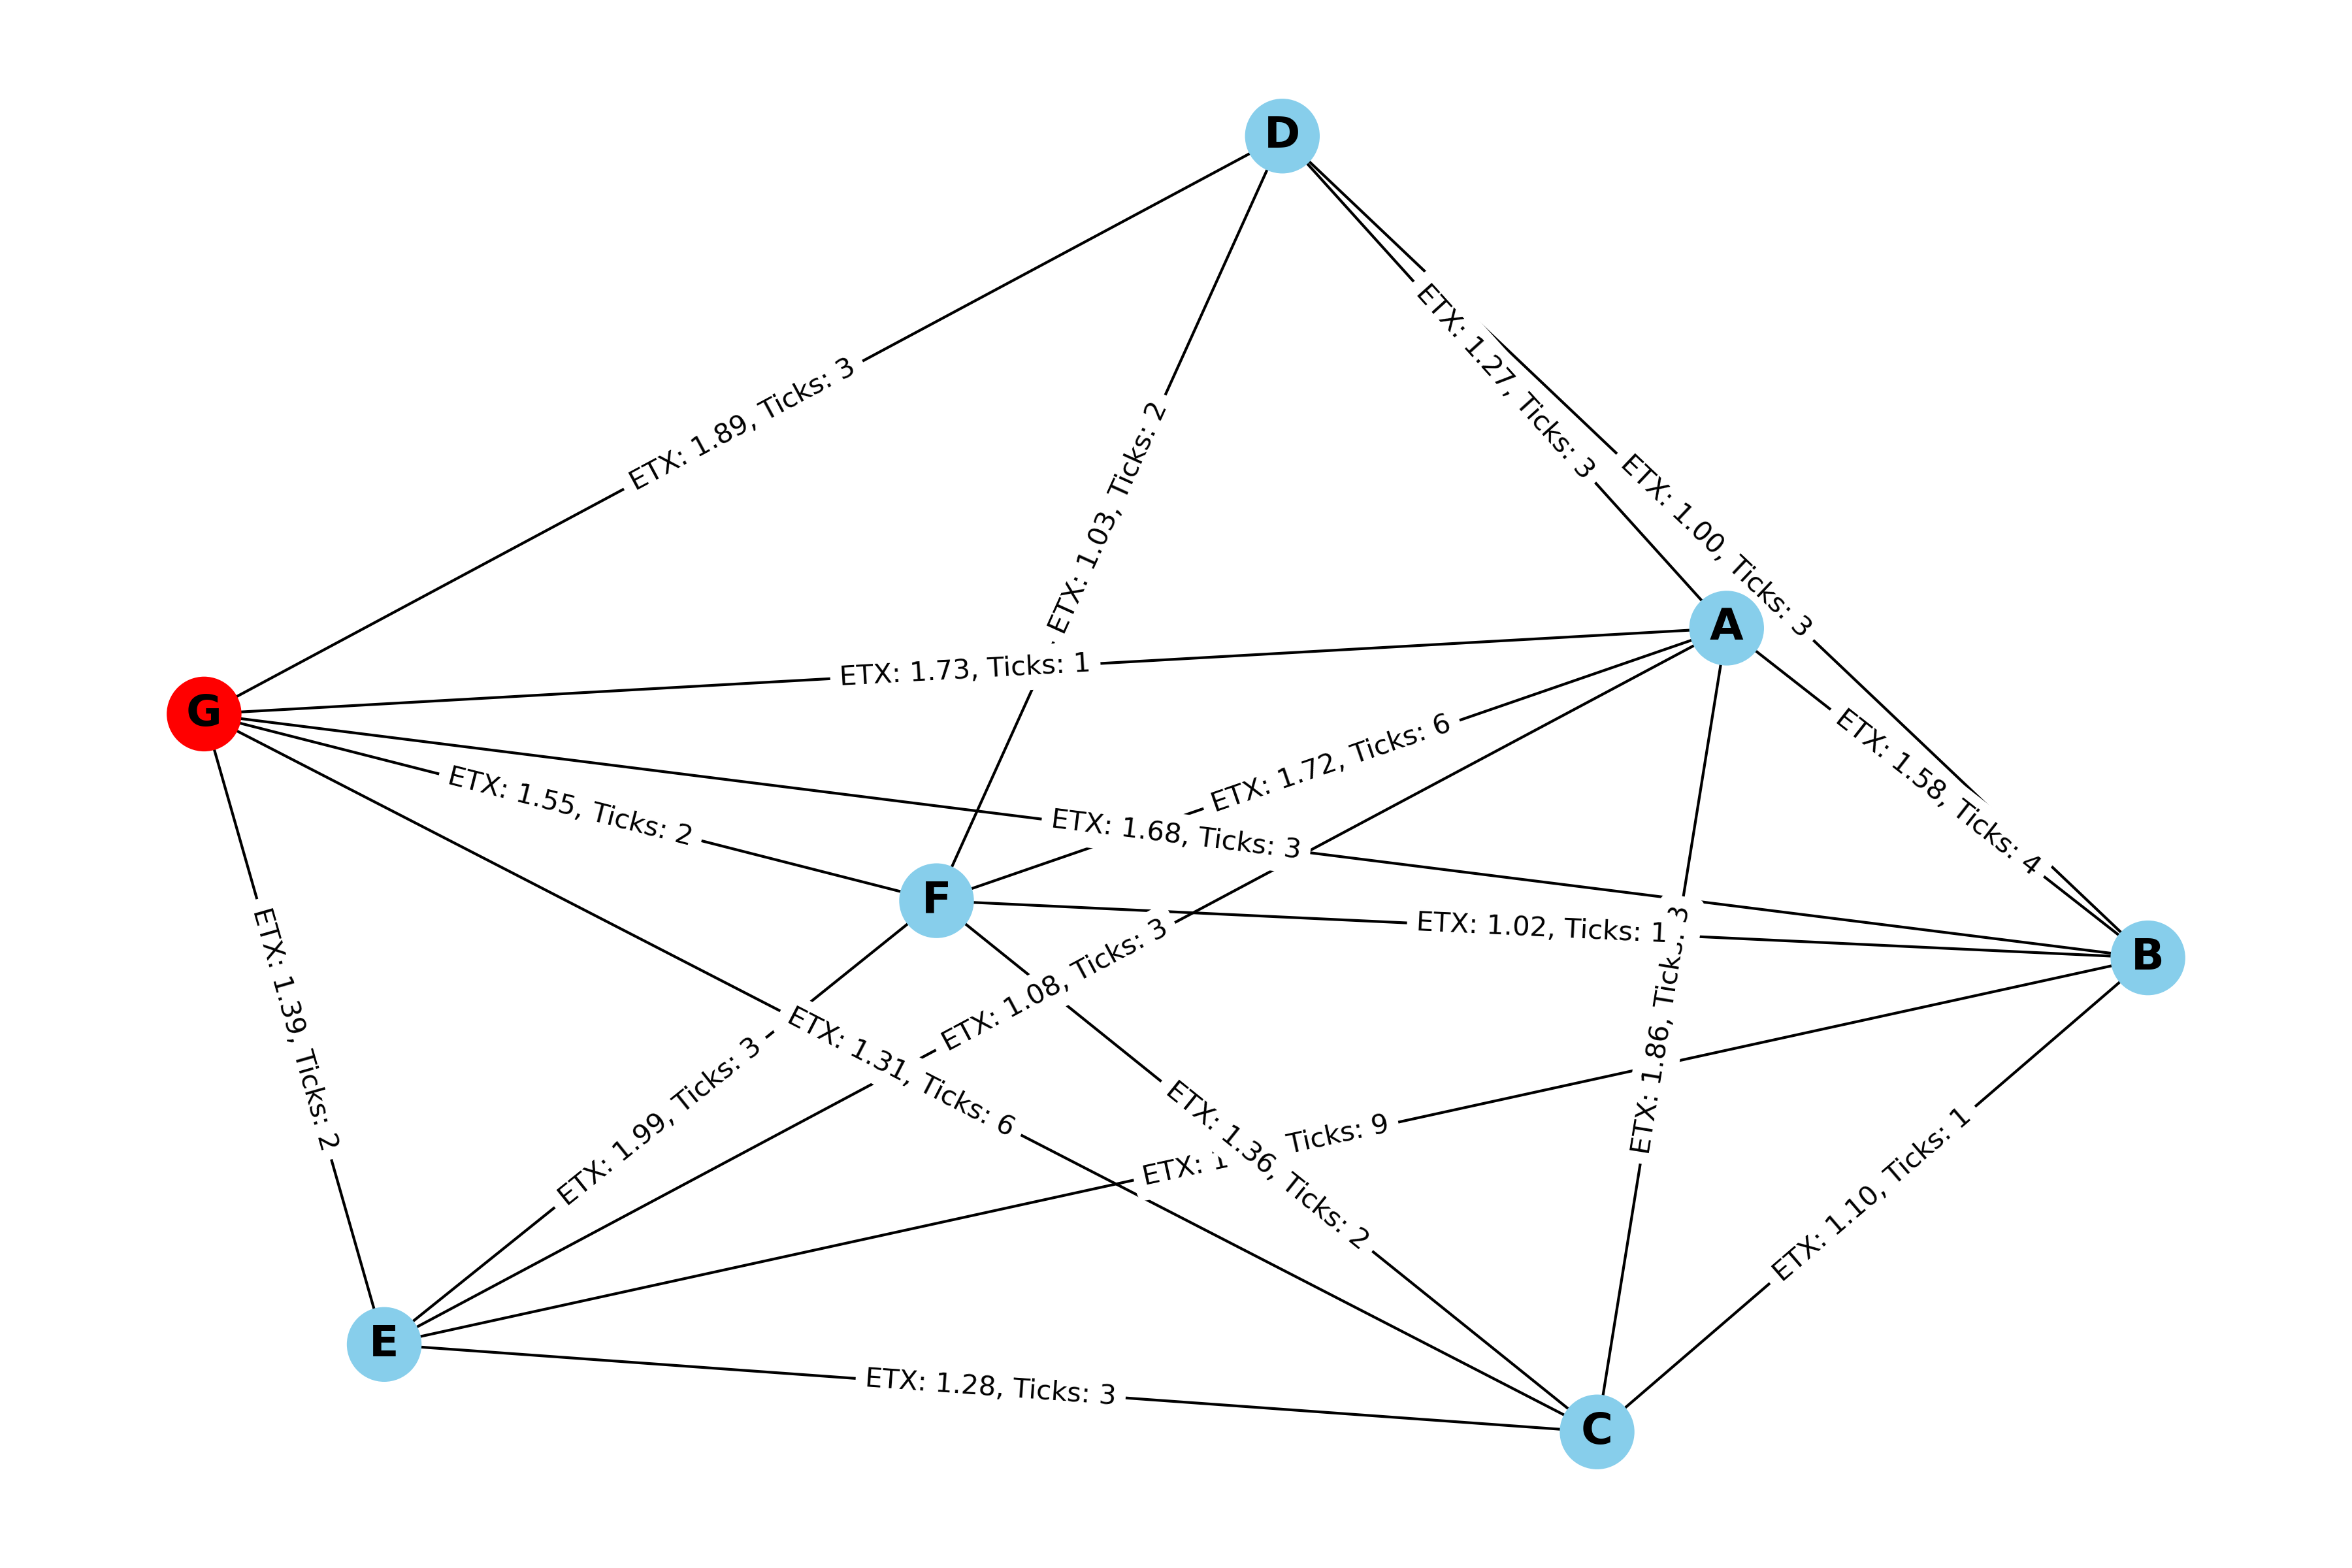 D
ETX: 1.89, Ticks: 3
ETX: 1.27, Ticks: 3
ETX: 1.03, Ticks: 2
ETX: 1.00, Ticks: 3
A
ETX: 1.73, Ticks: 1
G
ETX: 1.72, Ticks: 6
ETX: 1.58, Ticks: 4
ETX: 1.55, Ticks: 2
ETX: 1.68, Ticks: 3
F
ETX: 1.02, Ticks: 1
B
ETX: 1.08, Ticks: 3
ETX: 1.39, Ticks: 2
ETX: 1.86, Ticks: 3
ETX: 1.31, Ticks: 6
ETX: 1.99, Ticks: 3
ETX: Ticks: 9
ETX: 1.36, Ticks: 2
ETX: 1.10, Ticks: 1
E
ETX: 1.28, Ticks: 3
C